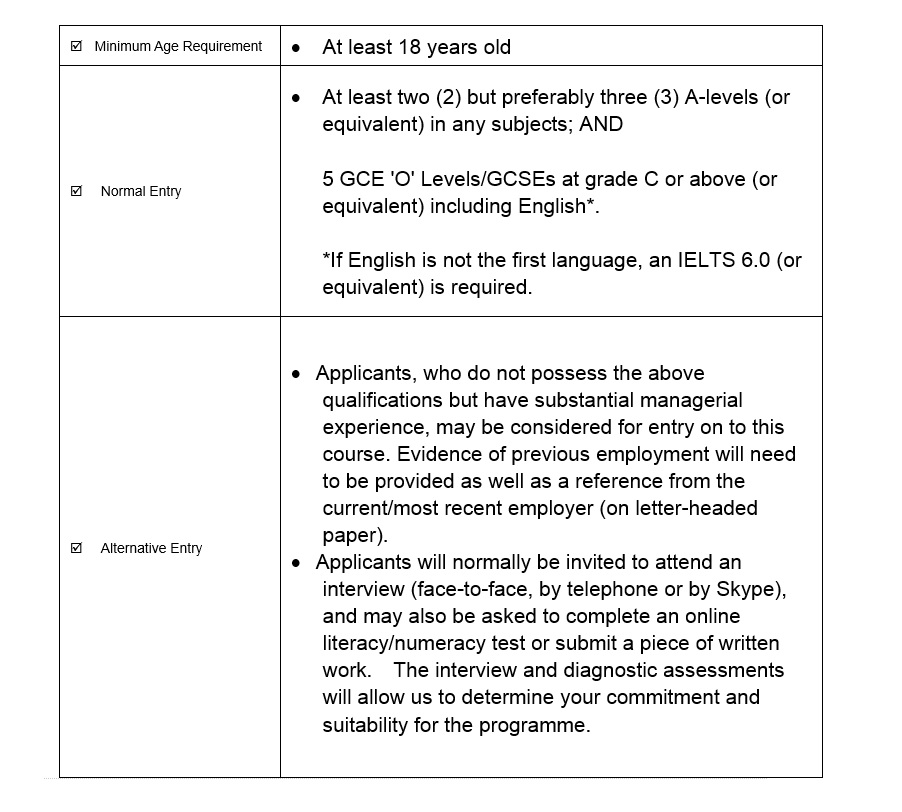 ☑ Minimum Age Requirement
• At least 18 years old
☑ Normal Entry
• At least two (2) but preferably three (3) A-levels (or
equivalent) in any subjects; AND
5 GCE 'O' Levels/GCSEs at grade C or above (or
equivalent) including English*.
*If English is not the first language, an IELTS 6.0 (or
equivalent) is required.
☑ Alternative Entry
• Applicants, who do not possess the above
qualifications but have substantial managerial
experience, may be considered for entry on to this
course. Evidence of previous employment will need
to be provided as well as a reference from the
current/most recent employer (on letter-headed
paper).
• Applicants will normally be invited to attend an
interview (face-to-face, by telephone or by Skype),
and may also be asked to complete an online
literacy/numeracy test or submit a piece of written
work. The interview and diagnostic assessments
will allow us to determine your commitment and
suitability for the programme.